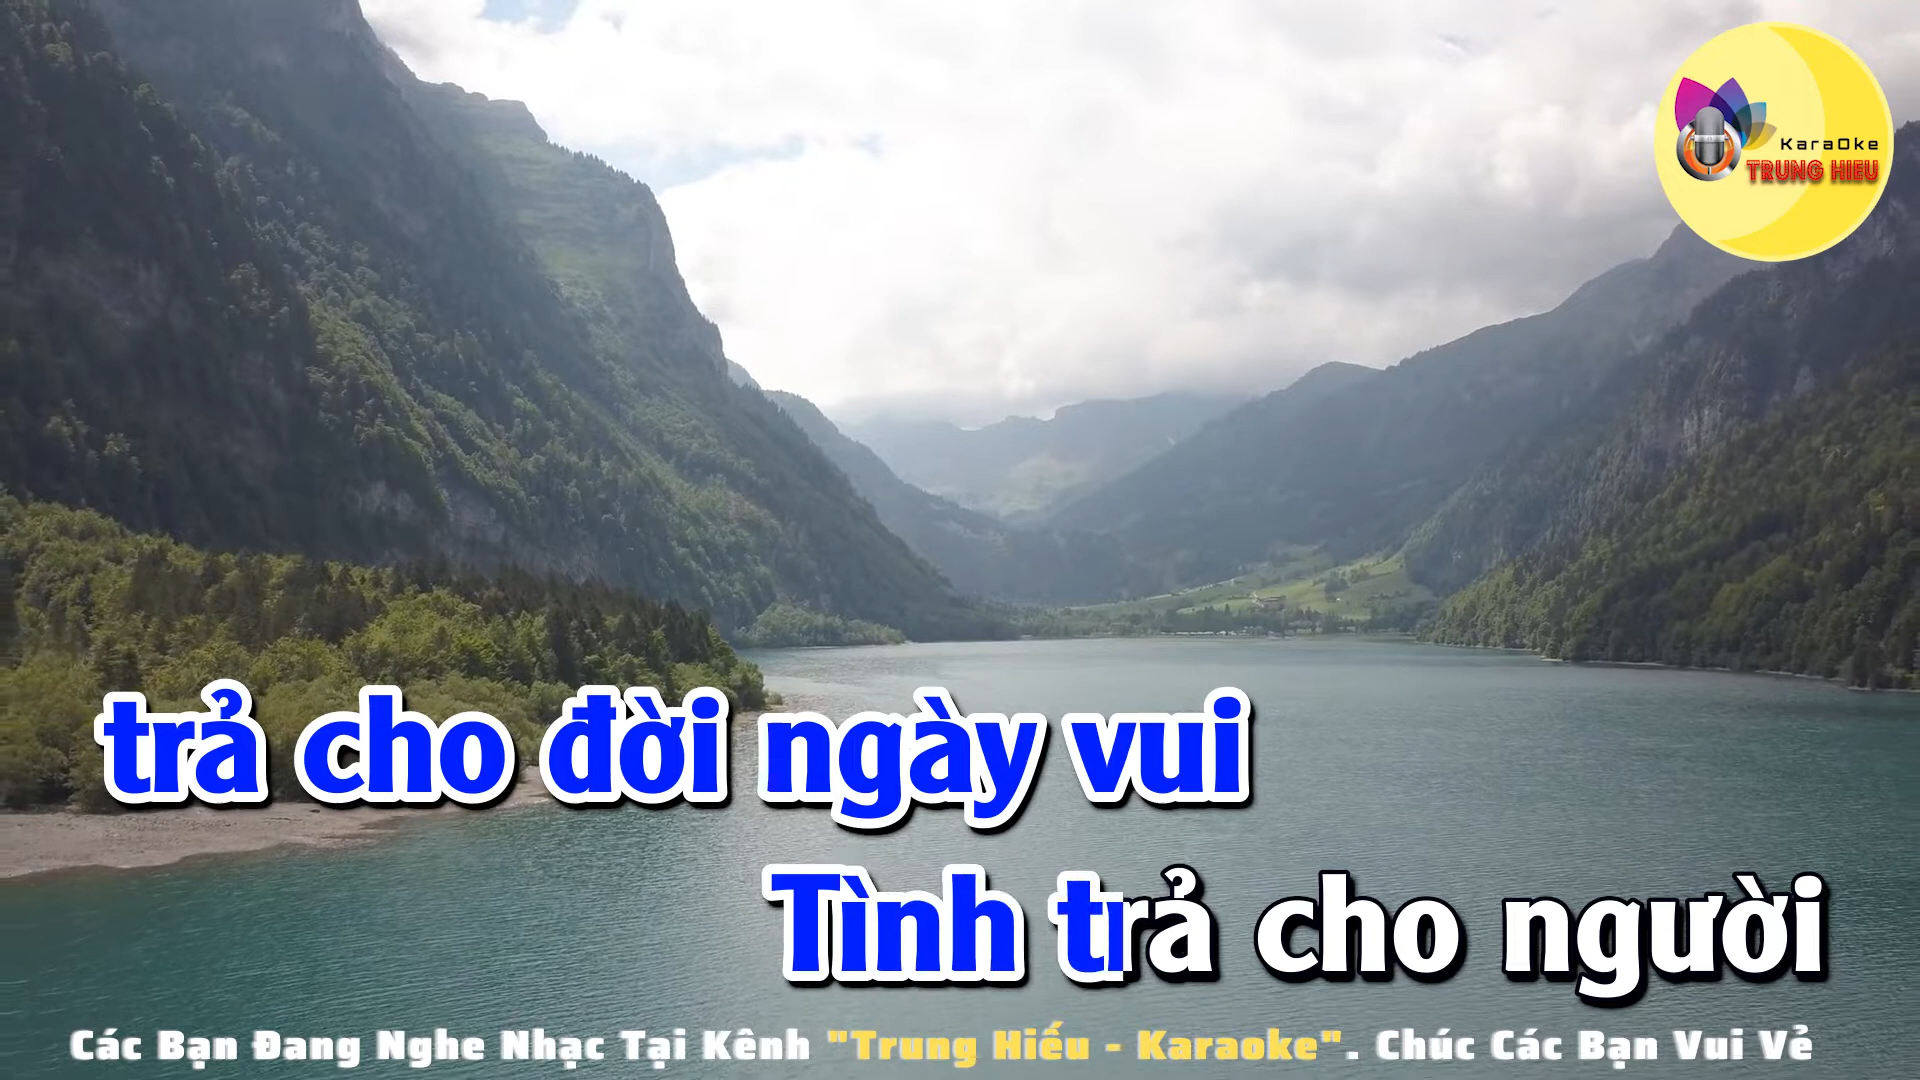 KaraOke
TRUNG HIEU
trả cho đời ngày vui
Tình trả cho người
Các Bạn Đang Nghe Nhạc Tại Kênh "Trung Hiếu - Karaoke". Chúc Các Bạn Vui Vẻ